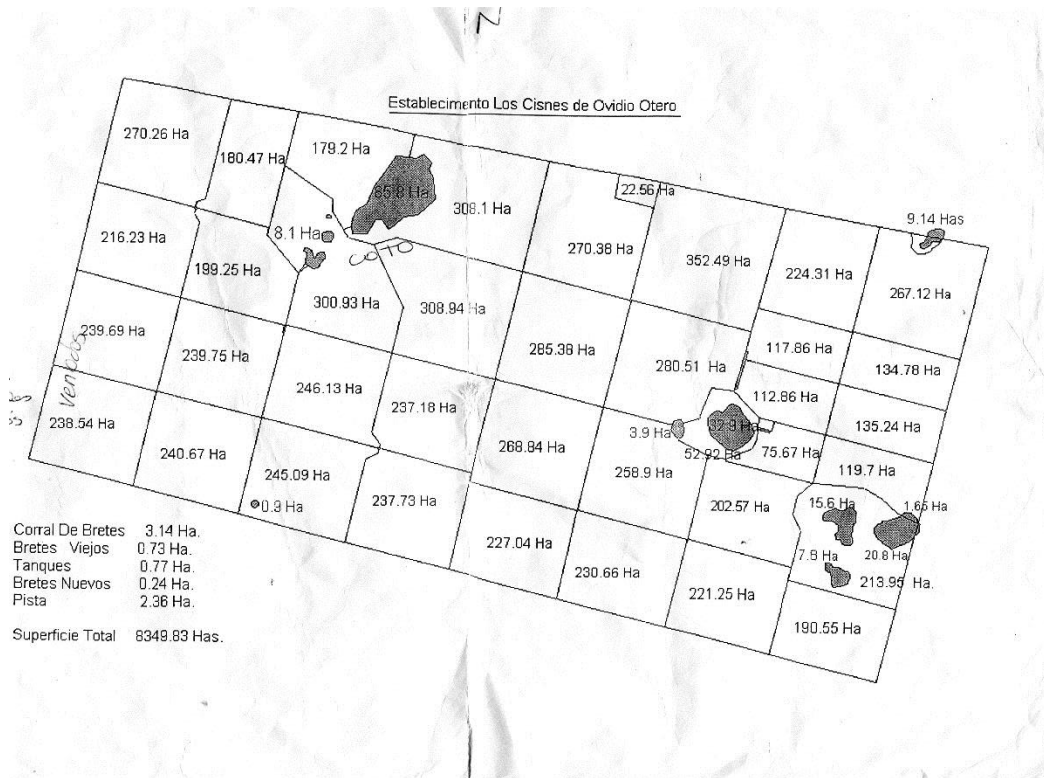 Establecimento Los Cisnes de Ovidio Otero
270.26 Ha
180.47 Ha
179.2 Ha
85.8 Ha
308.1 Ha
22.56 Ha
270.38 Ha
352.49 Ha
9.14 Has
224.31 Ha
267.12 Ha
216.23 Ha
199.25 Ha
8.1 Ha
COTO
300.93 Ha
308.94 Ha
285.38 Ha
280.51 Ha
117.86 Ha
134.78 Ha
112.86 Ha
135.24 Ha
239.69 Ha
Venados
239.75 Ha
246.13 Ha
237.18 Ha
268.84 Ha
3.9 Ha
32.9 Ha
52.92 Ha
75.67 Ha
119.7 Ha
258.9 Ha
202.57 Ha
15.6 Ha
1.65 Ha
20.8 Ha
7.8 Ha
213.95 Ha.
238.54 Ha
240.67 Ha
245.09 Ha
0.9 Ha
237.73 Ha
227.04 Ha
230.66 Ha
221.25 Ha
190.55 Ha
Corral De Bretes 3.14 Ha.
Bretes Viejos 0.73 Ha.
Tanques 0.77 Ha.
Bretes Nuevos 0.24 Ha.
Pista 2.36 Ha.
Superficie Total 8349.83 Has.